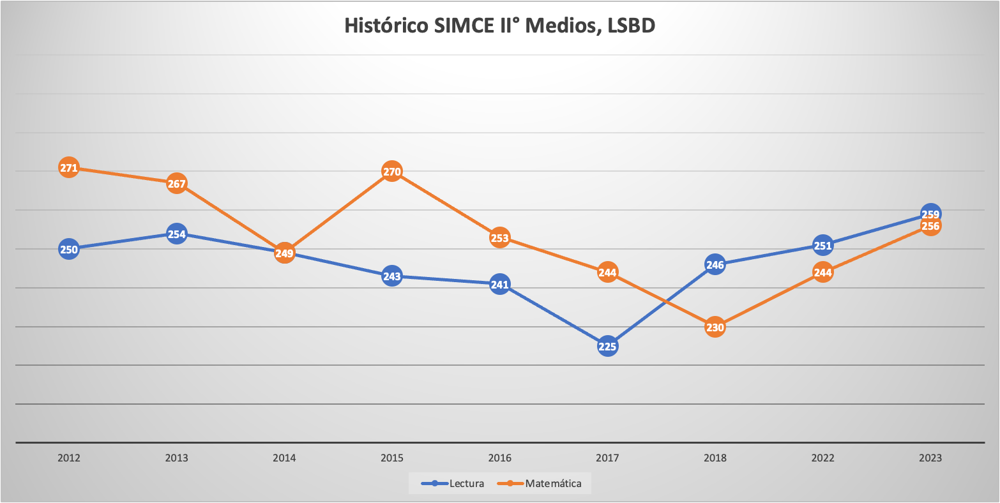 Histórico SIMCE II° Medios, LSBD
271 267 249 270 253 244 230 244 256
250 254 243 241 225 246 251 259
2012 2013 2014 2015 2016 2017 2018 2022 2023
Lectura Matemática